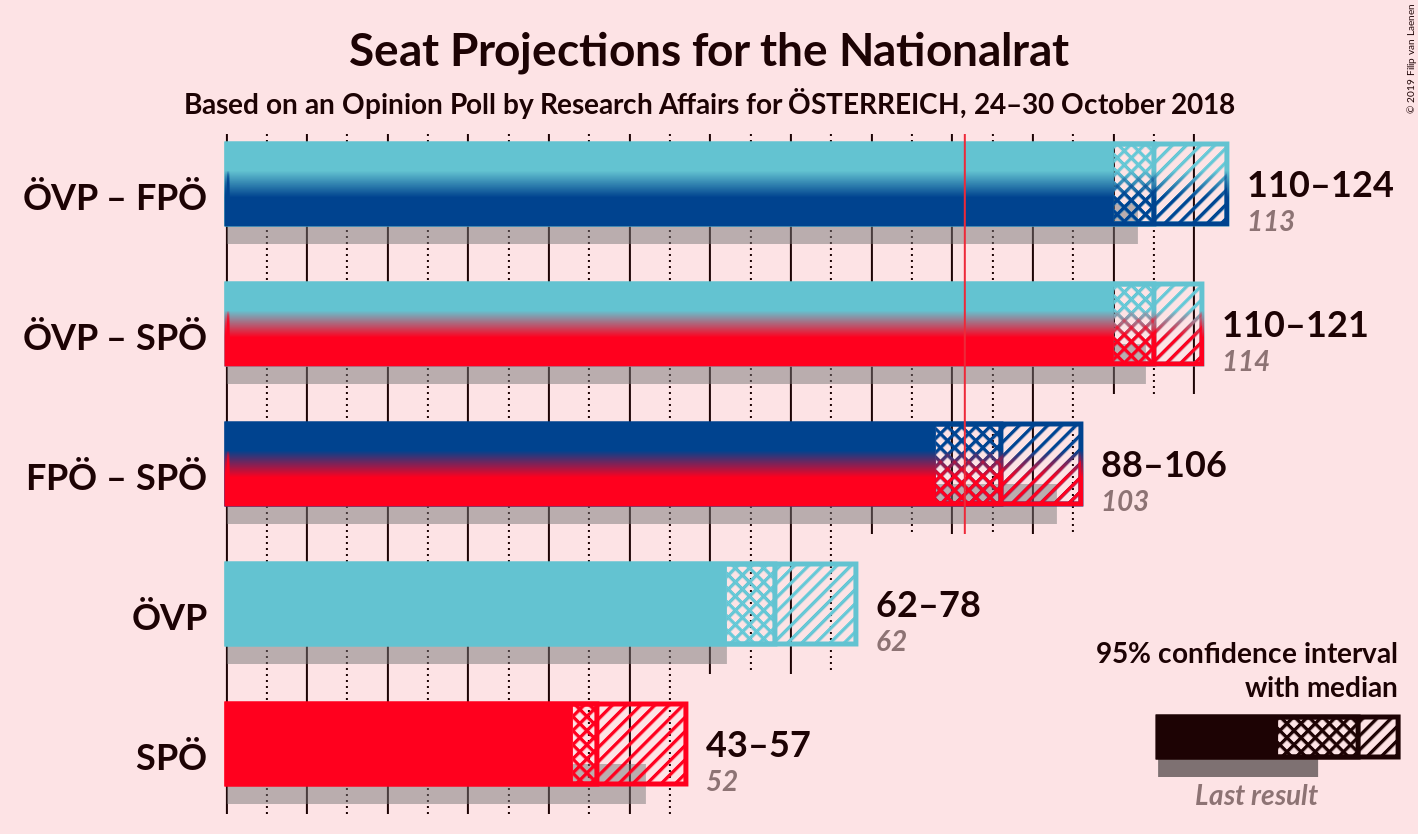 Seat Projections for the Nationalrat
Based on an Opinion Poll by Research Affairs for ÖSTERREICH, 24–30 October 2018
© 2019 Filip van Laenen
ÖVP – FPÖ
110–124
113
ÖVP – SPÖ
110–121
114
FPÖ – SPÖ
88–106
103
ÖVP
62–78
62
SPÖ
43–57
52
95% confidence interval
with median
Last result